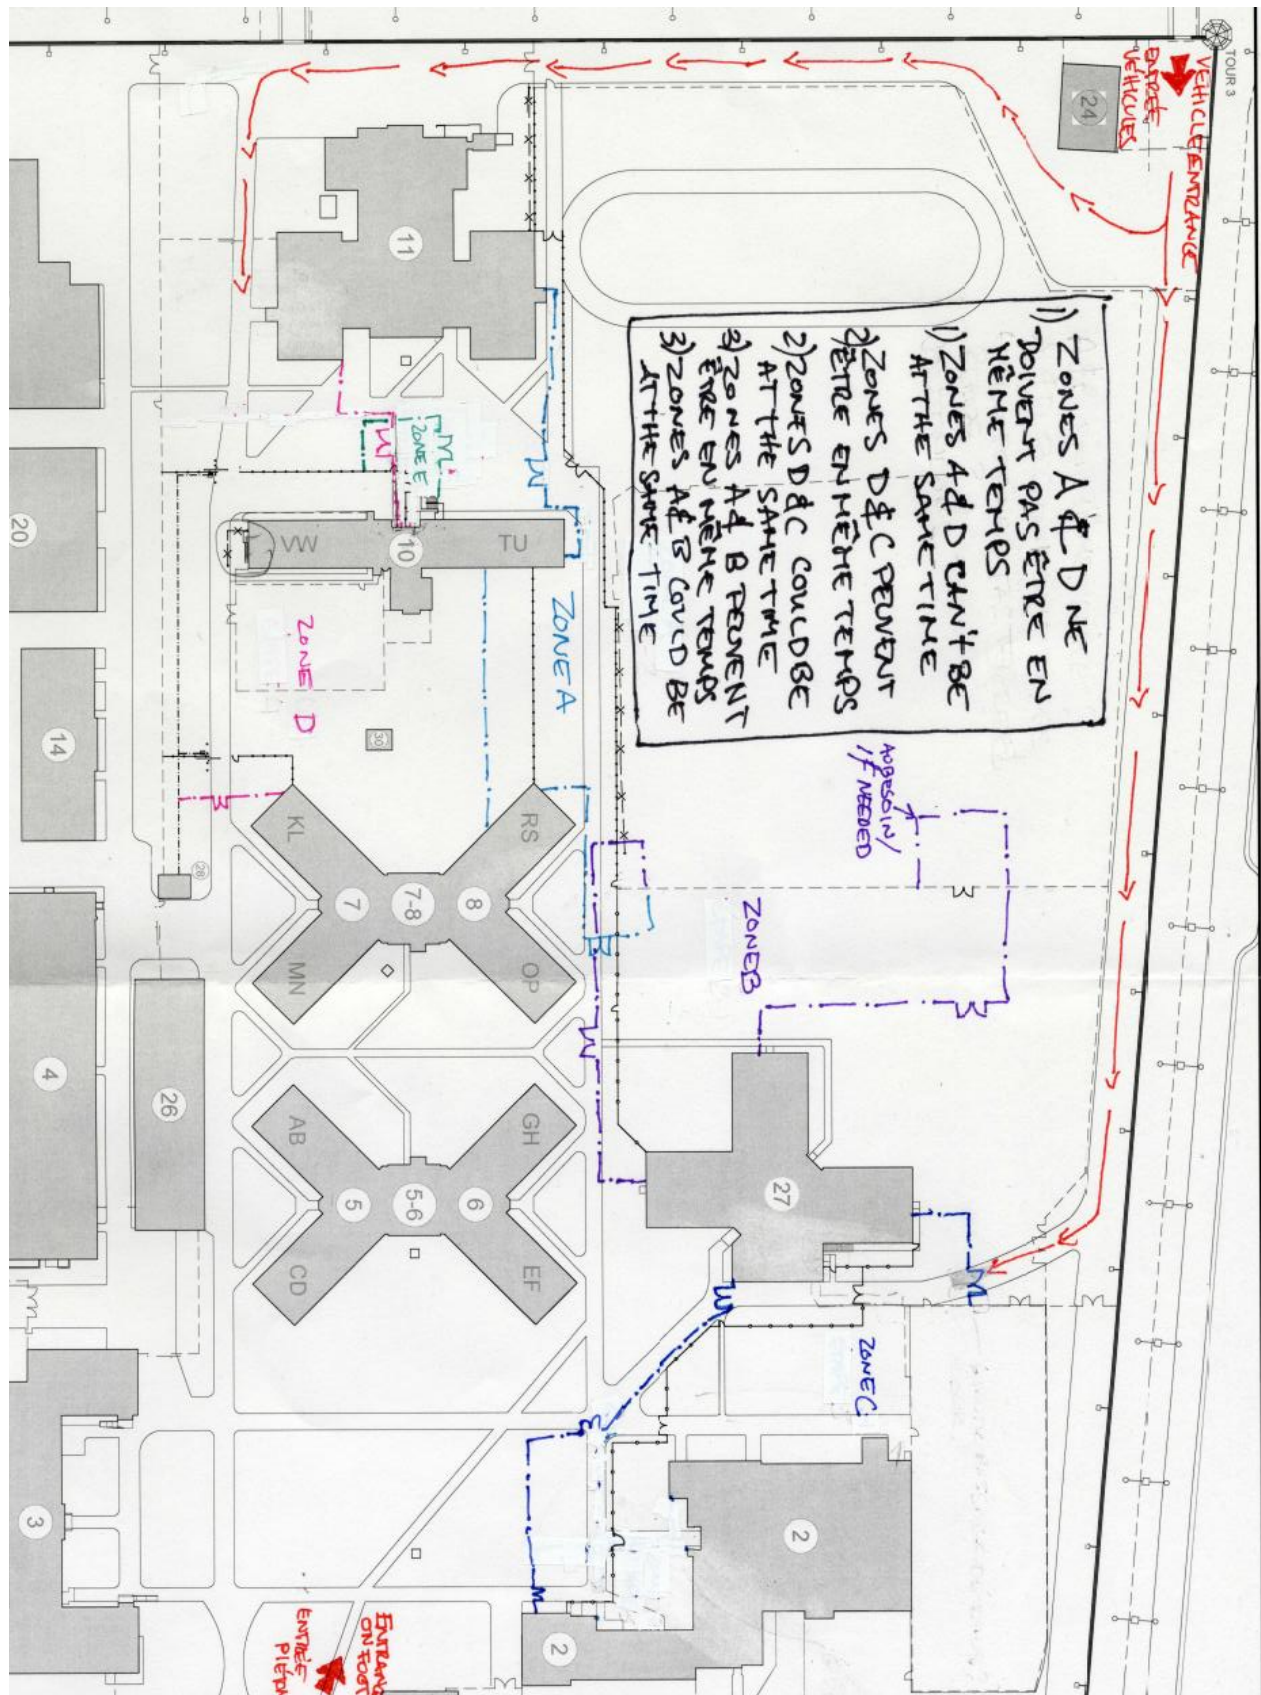 TOUR 3
VEHICLE ENTRANCE
ENTRÉE
VÉHICULES
24
11
1) ZONES A & D NE
DOIVENT PAS ÊTRE EN
MÊME TEMPS
1) ZONES A & D CAN'T BE
AT THE SAME TIME
2) ZONES D & C PEUVENT
ÊTRE EN MÊME TEMPS
2) ZONES D & C COULD BE
AT THE SAME TIME
3) ZONES A & B PEUVENT
ÊTRE EN MÊME TEMPS
3) ZONES A & B COULD BE
AT THE SAME TIME
ZONE E
20
VW
10
TU
ZONE A
ZONE D
30
14
AU BESOIN /
IF NEEDED
KL
RS
28
7
7-8
8
ZONE B
MN
OP
4
26
AB
GH
27
5
5-6
6
CD
EF
ZONE C
3
2
2
ENTRANC
ON FOOT
ENTRÉE
PIÉTON